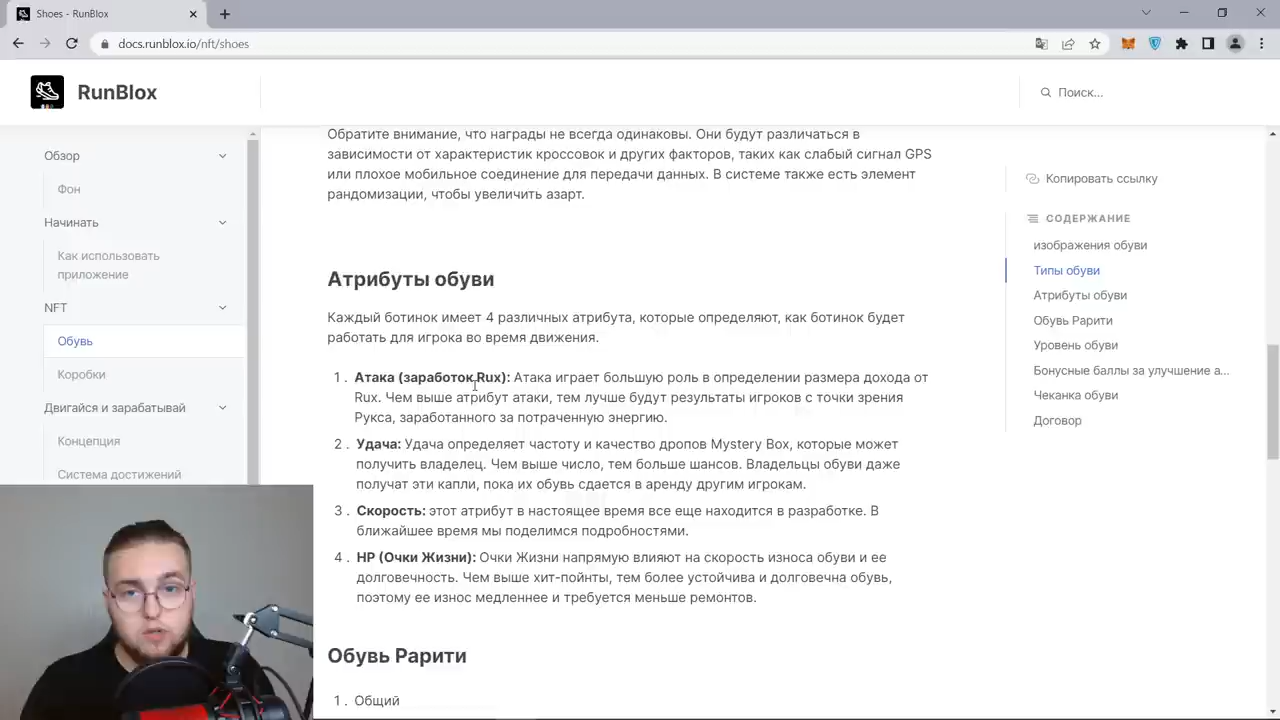 Shoes - RunBlox
docs.runblox.io/nft/shoes
RunBlox
Поиск...
Обзор
Фон
Начинать
Как использовать
приложение
NFT
Обувь
Коробки
Двигайся и зарабатывай
Концепция
Система достижений
Обратите внимание, что награды не всегда одинаковы. Они будут различаться в
зависимости от характеристик кроссовок и других факторов, таких как слабый сигнал GPS
или плохое мобильное соединение для передачи данных. В системе также есть элемент
рандомизации, чтобы увеличить азарт.
Атрибуты обуви
Каждый ботинок имеет 4 различных атрибута, которые определяют, как ботинок будет
работать для игрока во время движения.
1. Атака (заработок Rux): Атака играет большую роль в определении размера дохода от
Rux. Чем выше атрибут атаки, тем лучше будут результаты игроков с точки зрения
Рукса, заработанного за потраченную энергию.
2. Удача: Удача определяет частоту и качество дропов Mystery Box, которые может
получить владелец. Чем выше число, тем больше шансов. Владельцы обуви даже
получат эти капли, пока их обувь сдается в аренду другим игрокам.
3. Скорость: этот атрибут в настоящее время все еще находится в разработке. В
ближайшее время мы поделимся подробностями.
4. HP (Очки Жизни): Очки Жизни напрямую влияют на скорость износа обуви и ее
долговечность. Чем выше хит-пойнты, тем более устойчива и долговечна обувь,
поэтому ее износ медленнее и требуется меньше ремонтов.
Обувь Рарити
1. Общий
Копировать ссылку
СОДЕРЖАНИЕ
изображения обуви
Типы обуви
Атрибуты обуви
Обувь Рарити
Уровень обуви
Бонусные баллы за улучшение а...
Чеканка обуви
Договор